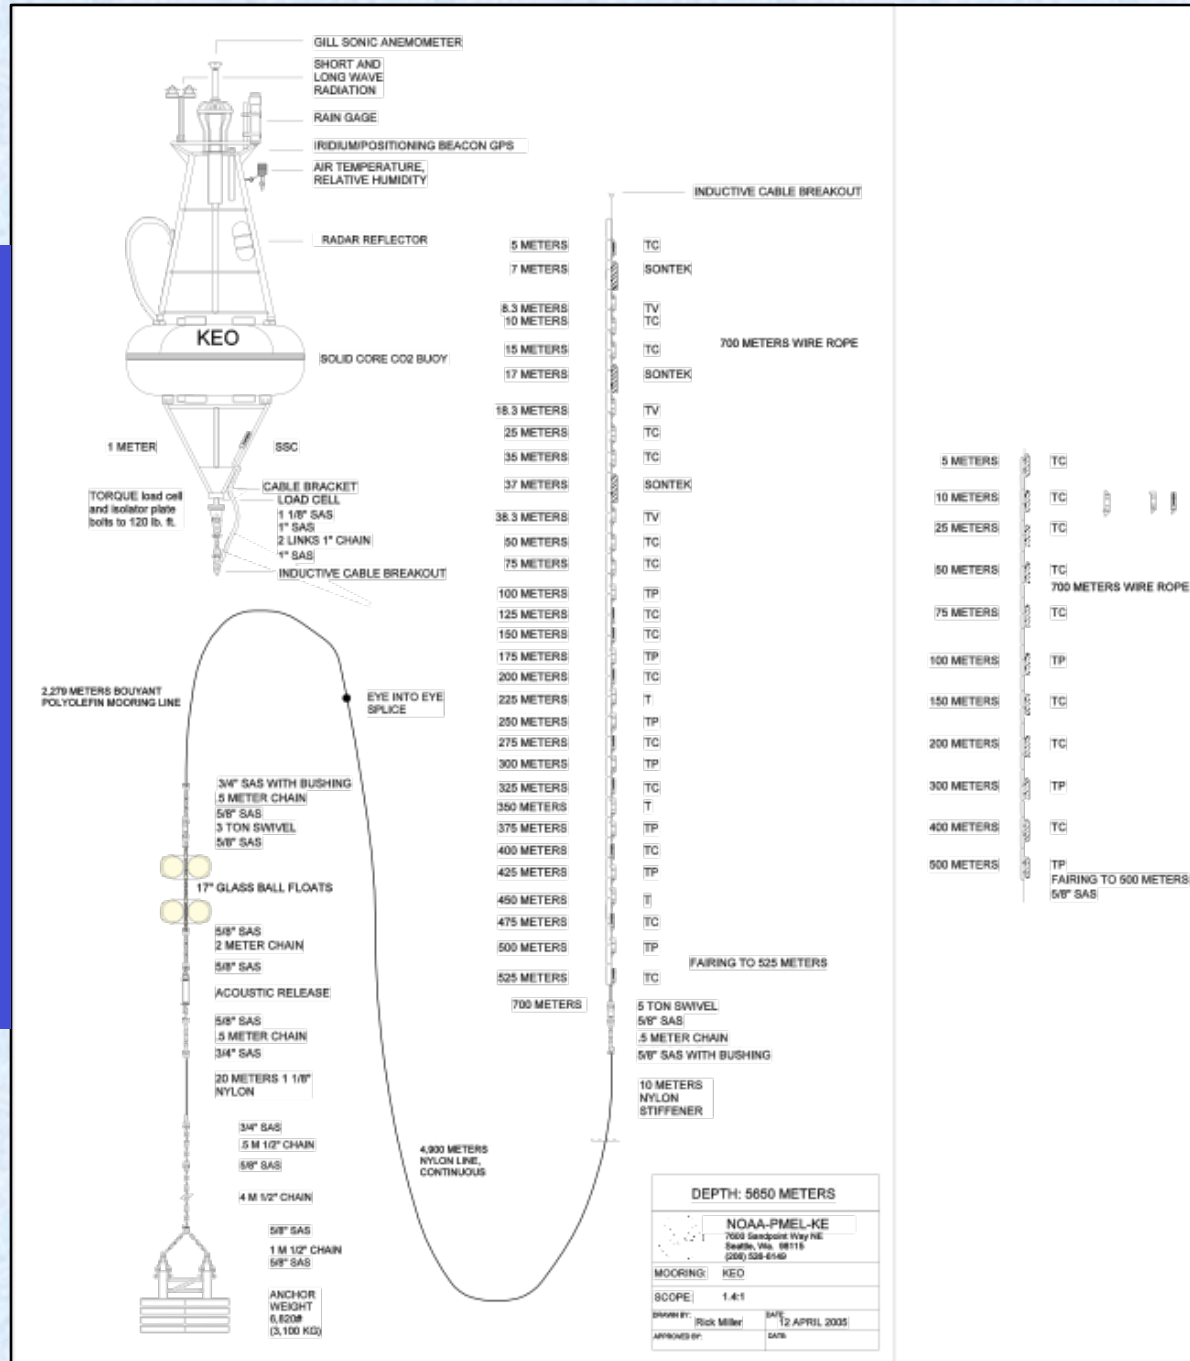 GILL SONIC ANEMOMETER
SHORT AND
LONG WAVE
RADIATION
RAIN GAGE
IRIDIUM/POSITIONING BEACON GPS
AIR TEMPERATURE,
RELATIVE HUMIDITY
RADAR REFLECTOR
KEO
SOLID CORE CO2 BUOY
1 METER
SSC
CABLE BRACKET
TORQUE load cell
and isolator plate
bolts to 120 lb. ft.
LOAD CELL
1 1/8" SAS
1" SAS
2 LINKS 1" CHAIN
1" SAS
INDUCTIVE CABLE BREAKOUT
2,279 METERS BOUYANT
POLYOLEFIN MOORING LINE
EYE INTO EYE
SPLICE
3/4" SAS WITH BUSHING
.5 METER CHAIN
5/8" SAS
3 TON SWIVEL
5/8" SAS
17" GLASS BALL FLOATS
5/8" SAS
2 METER CHAIN
5/8" SAS
ACOUSTIC RELEASE
5/8" SAS
.5 METER CHAIN
3/4" SAS
20 METERS 1 1/8"
NYLON
3/4" SAS
.5 M 1/2" CHAIN
5/8" SAS
4 M 1/2" CHAIN
5/8" SAS
1 M 1/2" CHAIN
5/8" SAS
ANCHOR
WEIGHT
6,820#
(3,100 KG)
4,900 METERS
NYLON LINE,
CONTINUOUS
INDUCTIVE CABLE BREAKOUT
5 METERS TC
7 METERS SONTEK
8.3 METERS TV
10 METERS TC
700 METERS WIRE ROPE
15 METERS TC
17 METERS SONTEK
18.3 METERS TV
25 METERS TC
35 METERS TC
37 METERS SONTEK
38.3 METERS TV
50 METERS TC
75 METERS TC
100 METERS TP
125 METERS TC
150 METERS TC
175 METERS TP
200 METERS TC
225 METERS T
250 METERS TP
275 METERS TC
300 METERS TP
325 METERS TC
350 METERS T
375 METERS TP
400 METERS TC
425 METERS TP
450 METERS T
475 METERS TC
500 METERS TP
FAIRING TO 525 METERS
525 METERS TC
700 METERS
5 TON SWIVEL
5/8" SAS
.5 METER CHAIN
5/8" SAS WITH BUSHING
10 METERS
NYLON
STIFFENER
5 METERS TC
10 METERS TC
25 METERS TC
50 METERS TC
700 METERS WIRE ROPE
75 METERS TC
100 METERS TP
150 METERS TC
200 METERS TC
300 METERS TP
400 METERS TC
500 METERS TP
FAIRING TO 500 METERS
5/8" SAS
DEPTH: 5650 METERS
NOAA-PMEL-KE
7600 Sandpoint Way NE
Seattle, Wa. 98115
(206) 526-6149
MOORING: KEO
SCOPE: 1.4:1
DRAWN BY: Rick Miller
DATE: 12 APRIL 2005
APPROVED BY:
DATE: